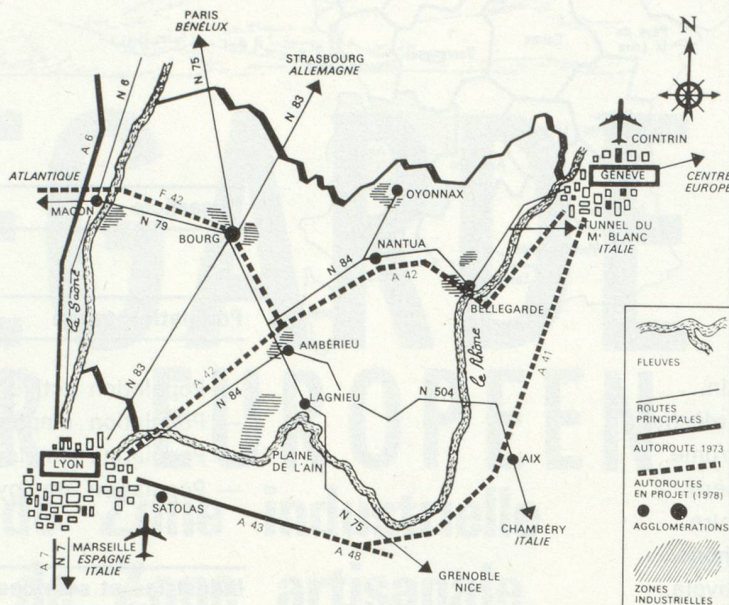 PARIS
BÉNÉLUX
N 75
STRASBOURG
ALLEMAGNE
N 83
N 6
A 6
N
COINTRIN
GENÈVE
CENTRE
EUROPE
ATLANTIQUE
MACON
F 42
N 79
BOURG
OYONNAX
NANTUA
N 84
A 42
TUNNEL DU
Mt BLANC
ITALIE
BELLEGARDE
la Saône
le Rhône
A 41
AMBÉRIEU
A 42
N 83
N 84
LAGNIEU
N 504
PLAINE
DE L'AIN
AIX
LYON
SATOLAS
A 43
N 75
A 48
CHAMBÉRY
ITALIE
GRENOBLE
NICE
A 7
N 7
MARSEILLE
ESPAGNE
ITALIE
FLEUVES
ROUTES
PRINCIPALES
AUTOROUTE 1973
AUTOROUTES
EN PROJET (1978)
AGGLOMÉRATIONS
ZONES
INDUSTRIELLES